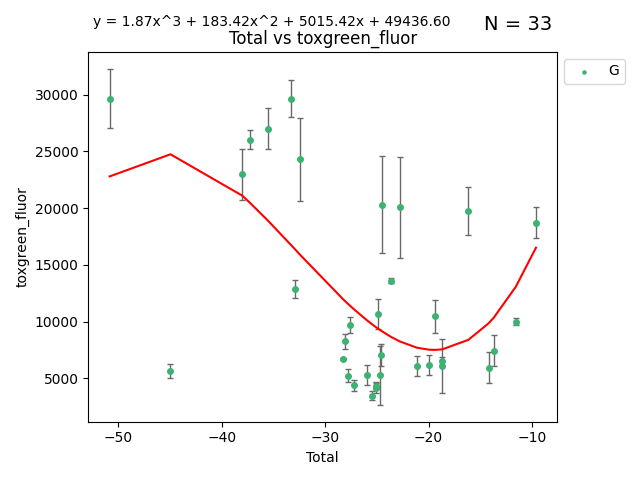 y = 1.87x^3 + 183.42x^2 + 5015.42x + 49436.60
N = 33
Total vs toxgreen_fluor
G
30000
25000
20000
15000
10000
5000
toxgreen_fluor
−50
−40
−30
−20
−10
Total